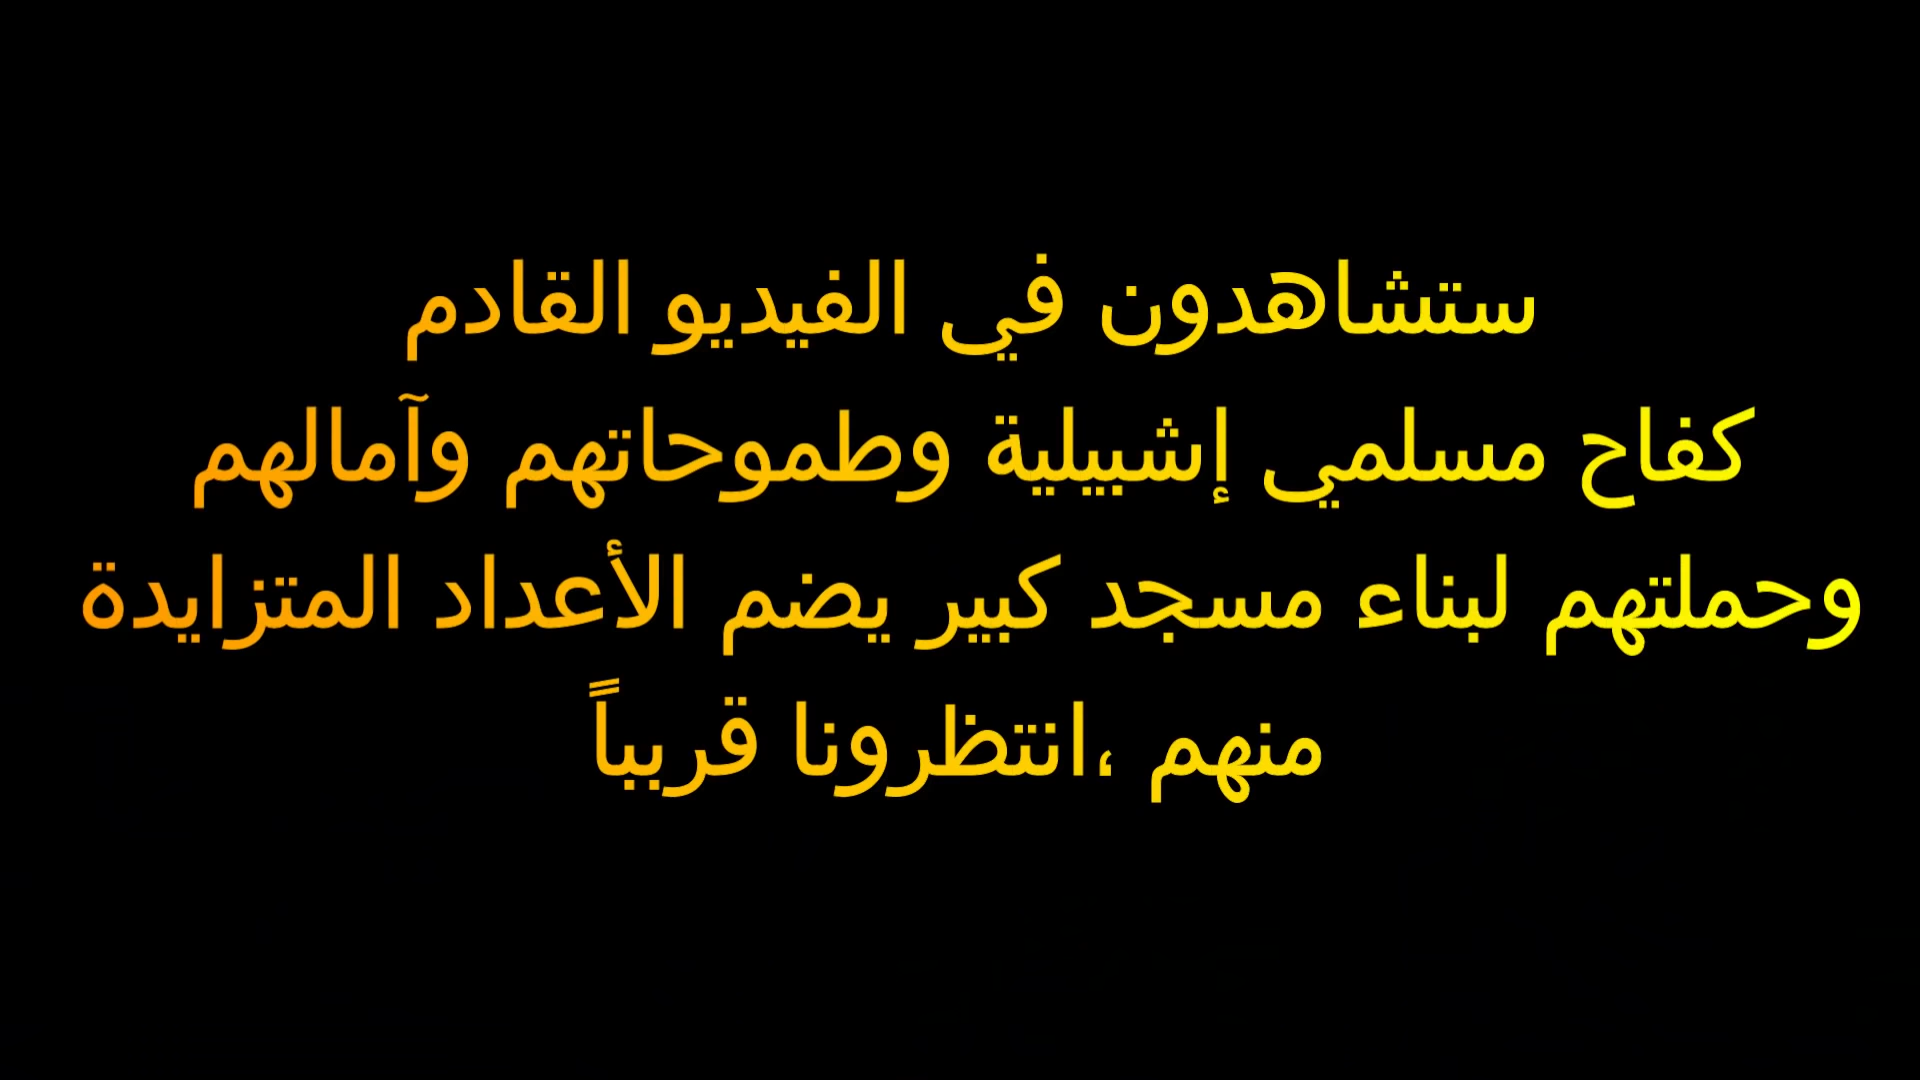 ستشاهدون في الفيديو القادم
كفاح مسلمي إشبيلية وطموحاتهم وآمالهم
وحملتهم لبناء مسجد كبير يضم الأعداد المتزايدة
منهم ،انتظرونا قريباً